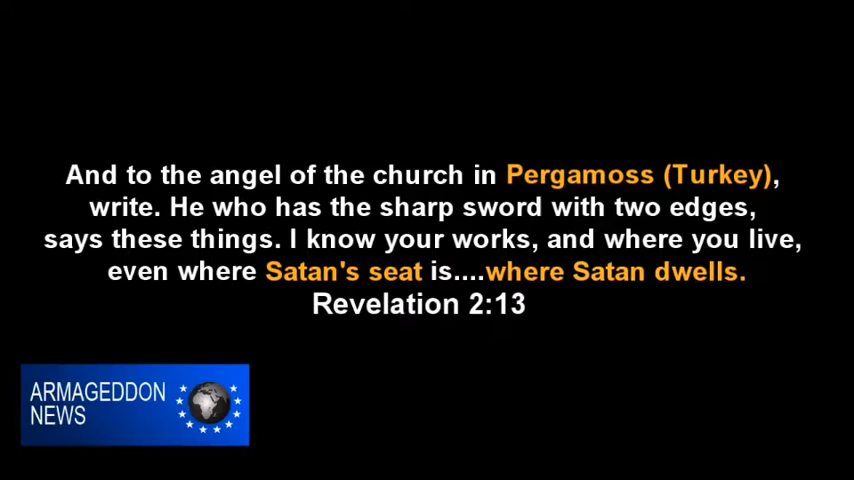 And to the angel of the church in Pergamoss (Turkey),
write. He who has the sharp sword with two edges,
says these things. I know your works, and where you live,
even where Satan's seat is....where Satan dwells.
Revelation 2:13
ARMAGEDDON
NEWS